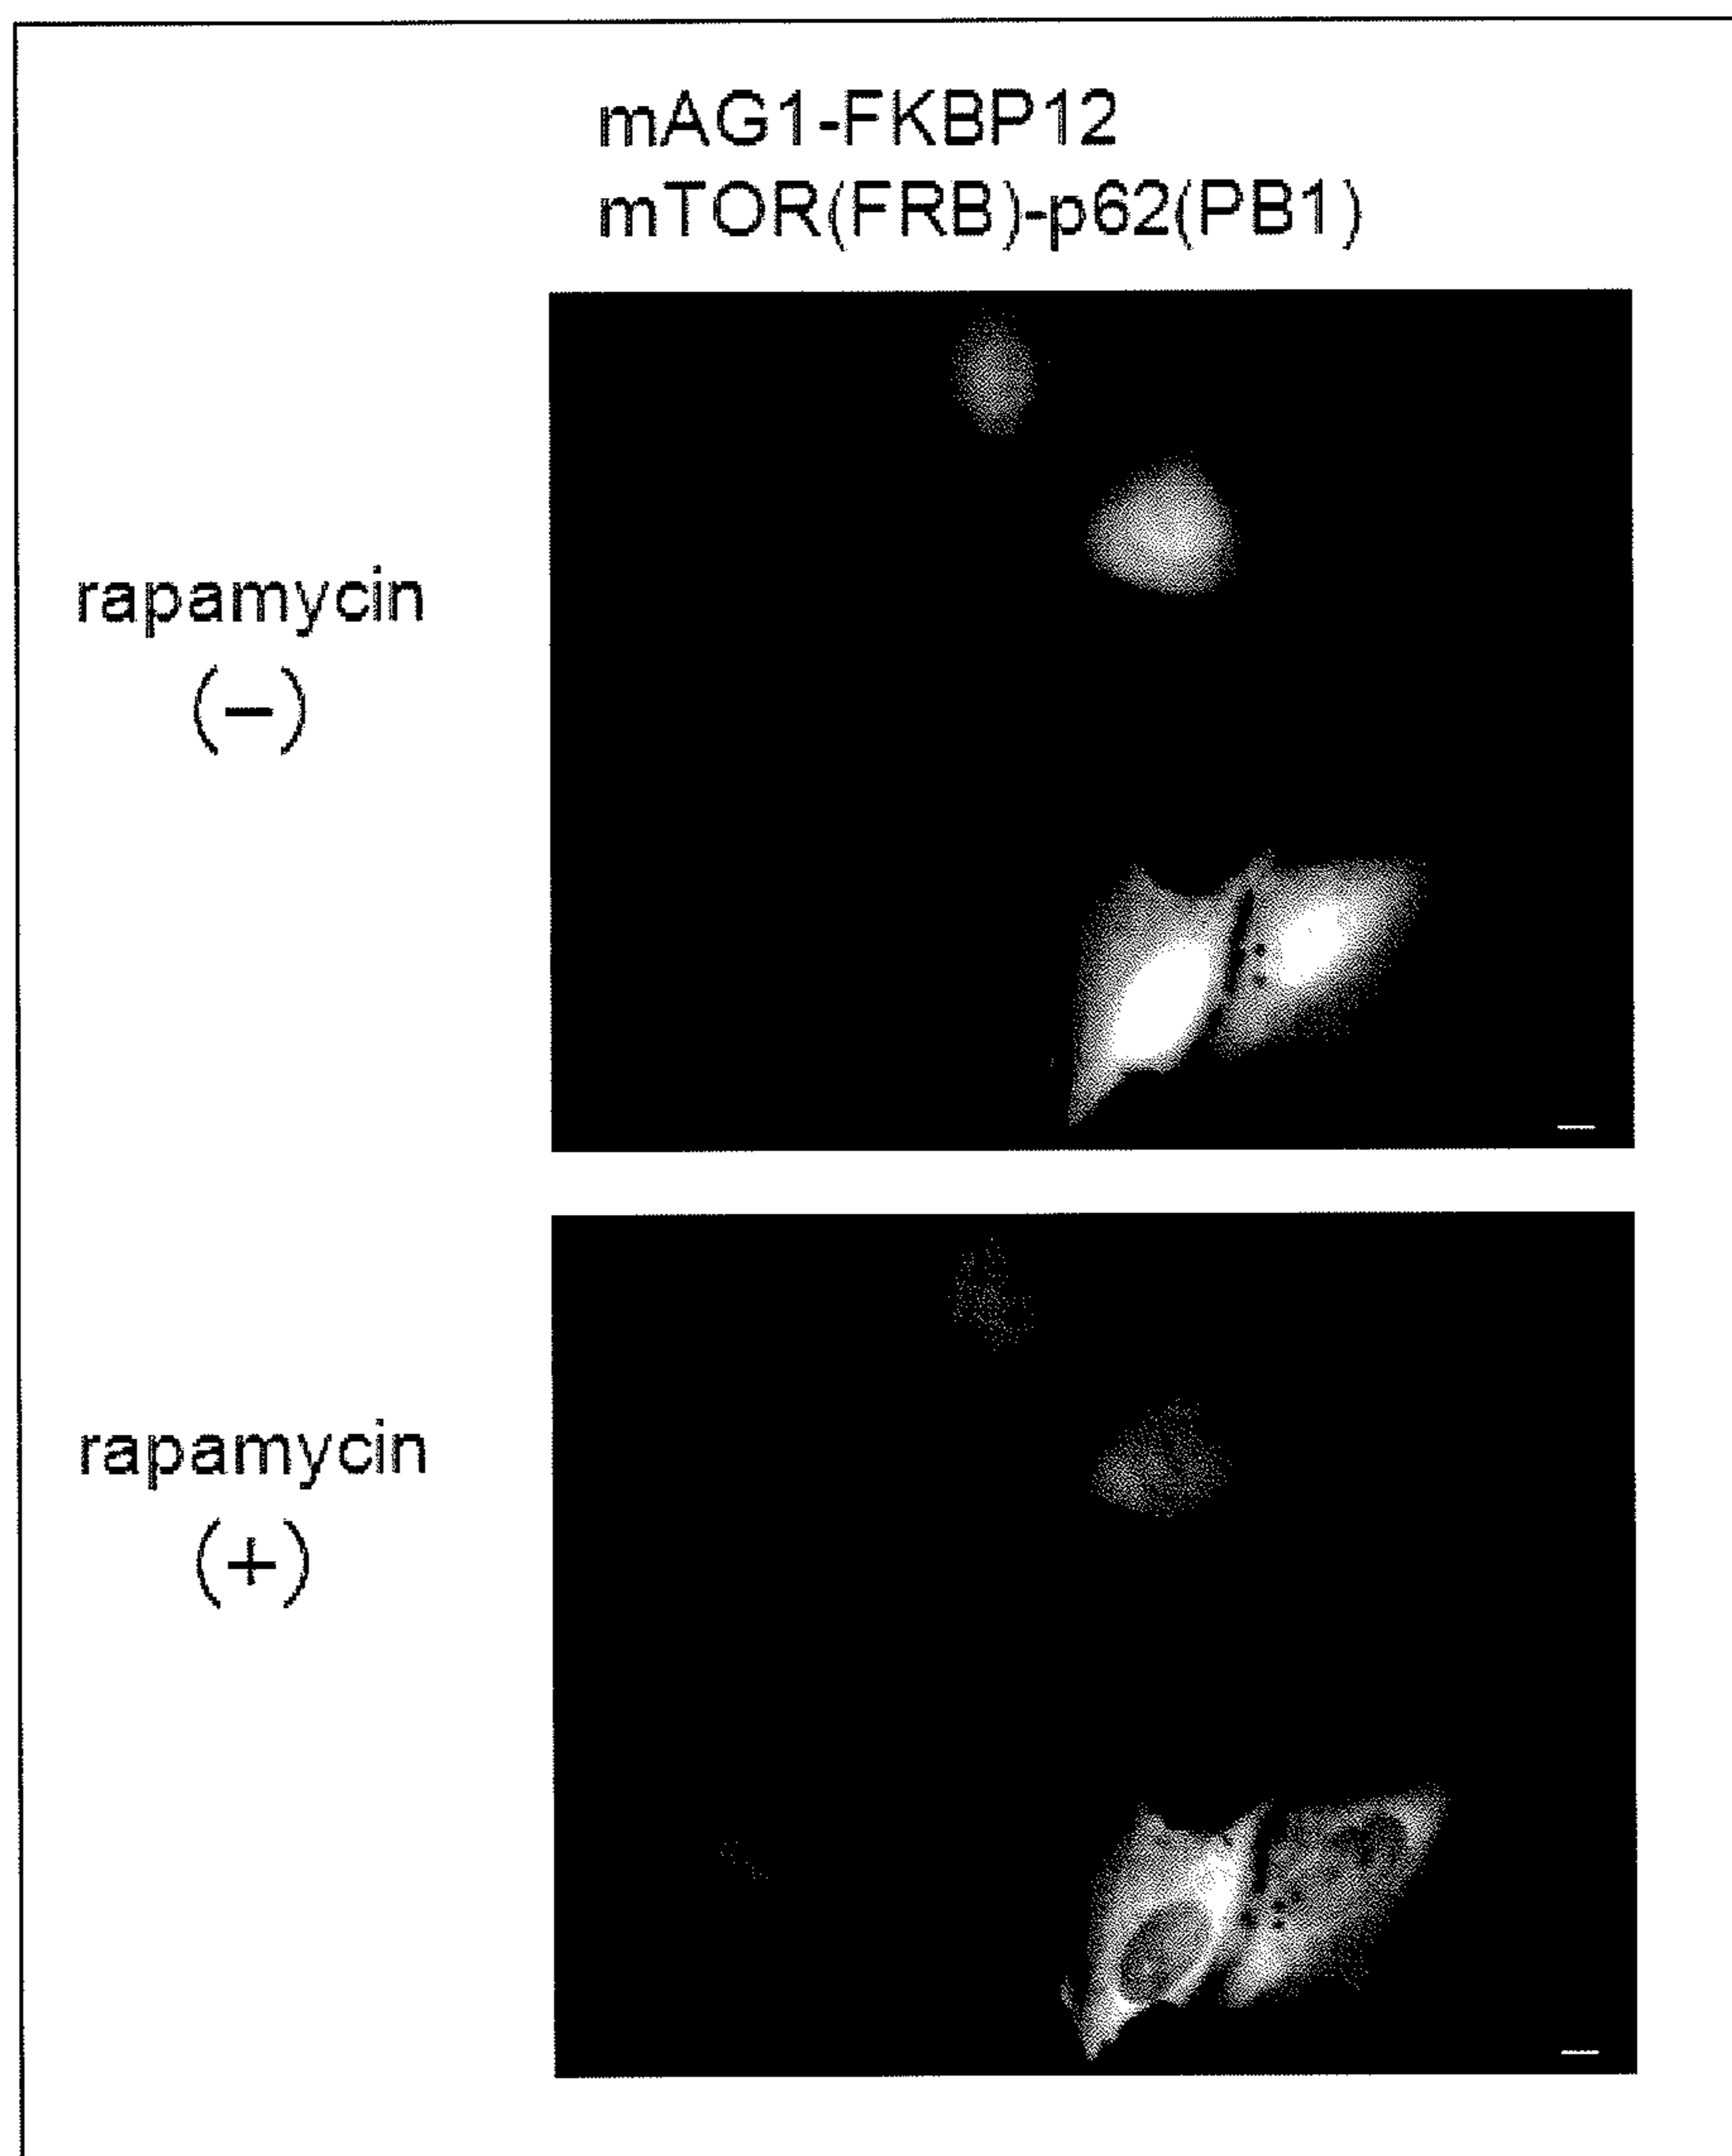 mAG1-FKBP12
mTOR(FRB)-p62(PB1)
rapamycin
(−)
rapamycin
(+)